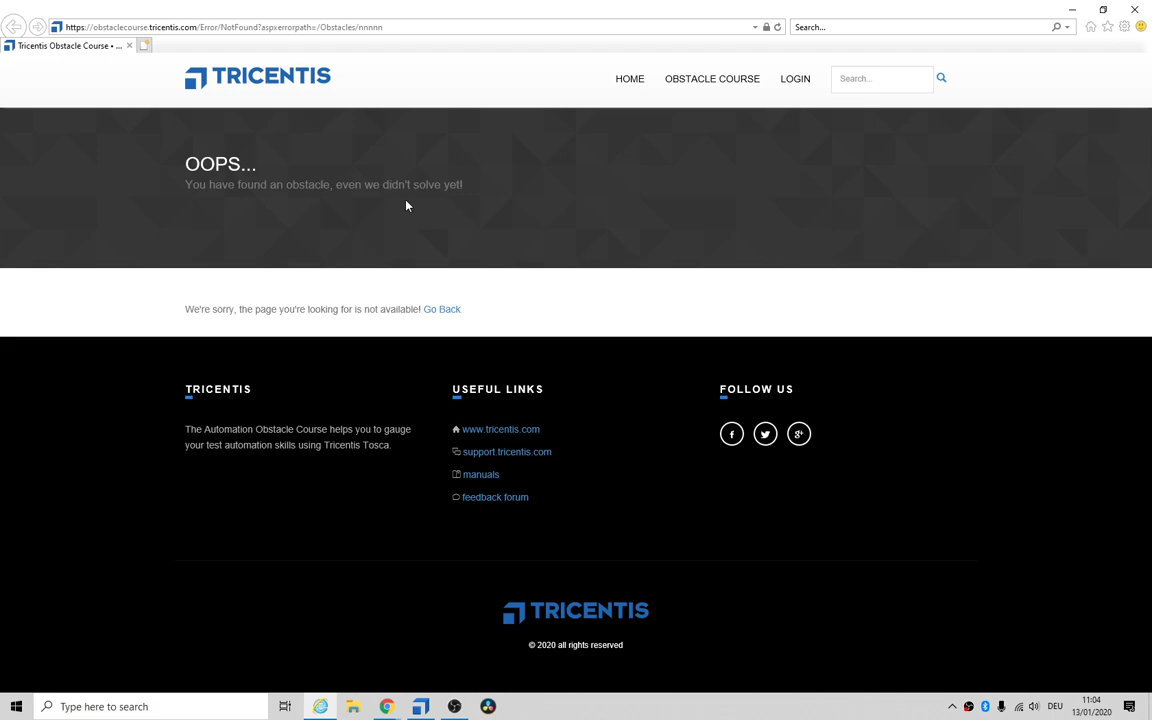 https://obstaclecourse.tricentis.com/Error/NotFound?aspxerrorpath=/Obstacles/nnnnn
Search...
Tricentis Obstacle Course • ...
TRICENTIS
HOME
OBSTACLE COURSE
LOGIN
Search...
OOPS...
You have found an obstacle, even we didn't solve yet!
We're sorry, the page you're looking for is not available! Go Back
TRICENTIS
The Automation Obstacle Course helps you to gauge
your test automation skills using Tricentis Tosca.
USEFUL LINKS
www.tricentis.com
support.tricentis.com
manuals
feedback forum
FOLLOW US
TRICENTIS
© 2020 all rights reserved
Type here to search
DEU
11:04
13/01/2020